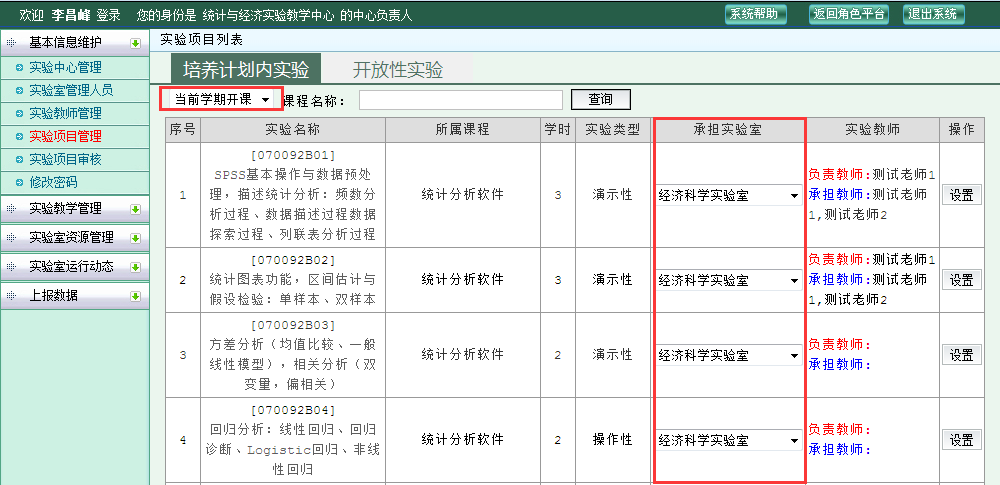 欢迎 李昌峰 登录 您的身份是 统计与经济实验教学中心 的中心负责人
系统帮助 返回角色平台 退出系统
基本信息维护
实验中心管理
实验室管理人员
实验教师管理
实验项目管理
实验项目审核
修改密码
实验教学管理
实验室资源管理
实验室运行动态
上报数据
实验项目列表
培养计划内实验 开放性实验
当前学期开课 课程名称： 查询
序号 实验名称 所属课程 学时 实验类型 承担实验室 实验教师 操作
[070092B01]
SPSS基本操作与数据预处
理，描述统计分析：频数分
析过程、数据描述过程数据
探索过程、列联表分析过程
1 统计分析软件 3 演示性 经济科学实验室
负责教师:测试老师1
承担教师:测试老师
1,测试老师2
设置
[070092B02]
统计图表功能，区间估计与
假设检验：单样本、双样本
2 统计分析软件 3 演示性 经济科学实验室
负责教师:测试老师1
承担教师:测试老师
1,测试老师2
设置
[070092B03]
方差分析（均值比较、一般
线性模型），相关分析（双
变量，偏相关）
3 统计分析软件 2 演示性 经济科学实验室
负责教师:
承担教师:
设置
[070092B04]
回归分析：线性回归、回归
诊断、Logistic回归、非线
性回归
4 统计分析软件 2 操作性 经济科学实验室
负责教师:
承担教师:
设置